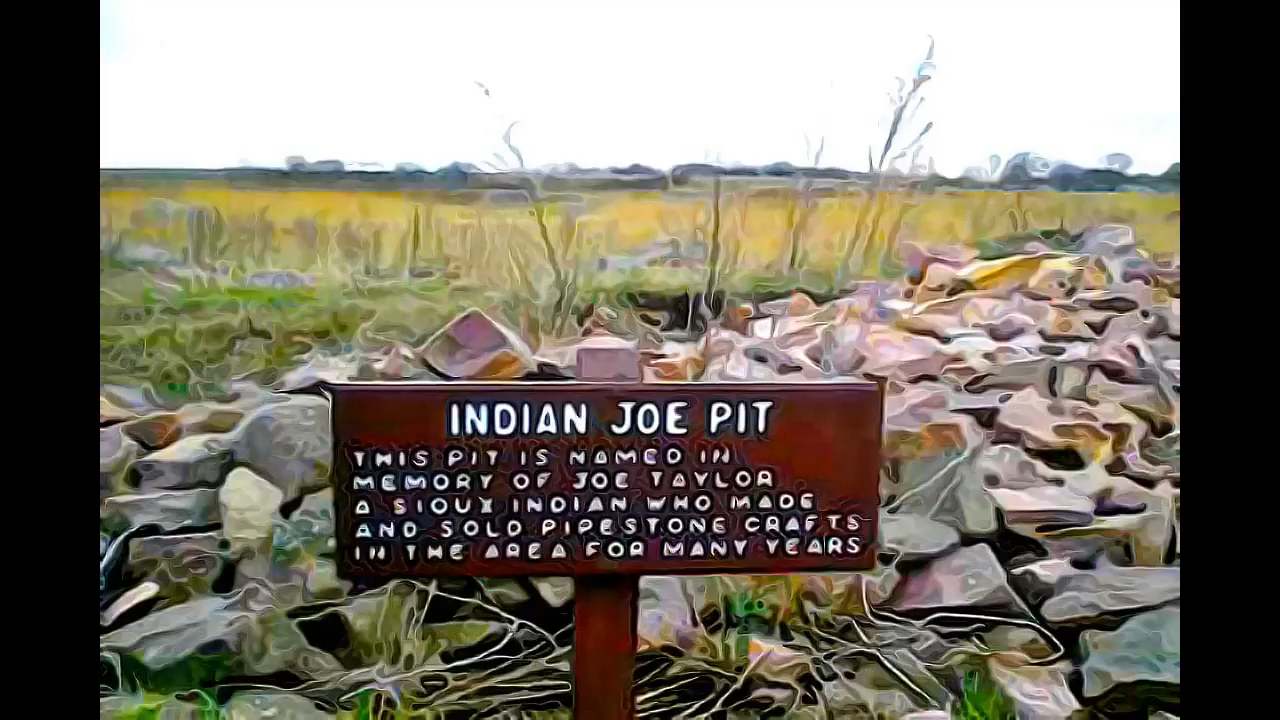 INDIAN JOE PIT
THIS PIT IS NAMED IN
MEMORY OF JOE TAYLOR
A SIOUX INDIAN WHO MADE
AND SOLD PIPESTONE CRAFTS
IN THE AREA FOR MANY YEARS